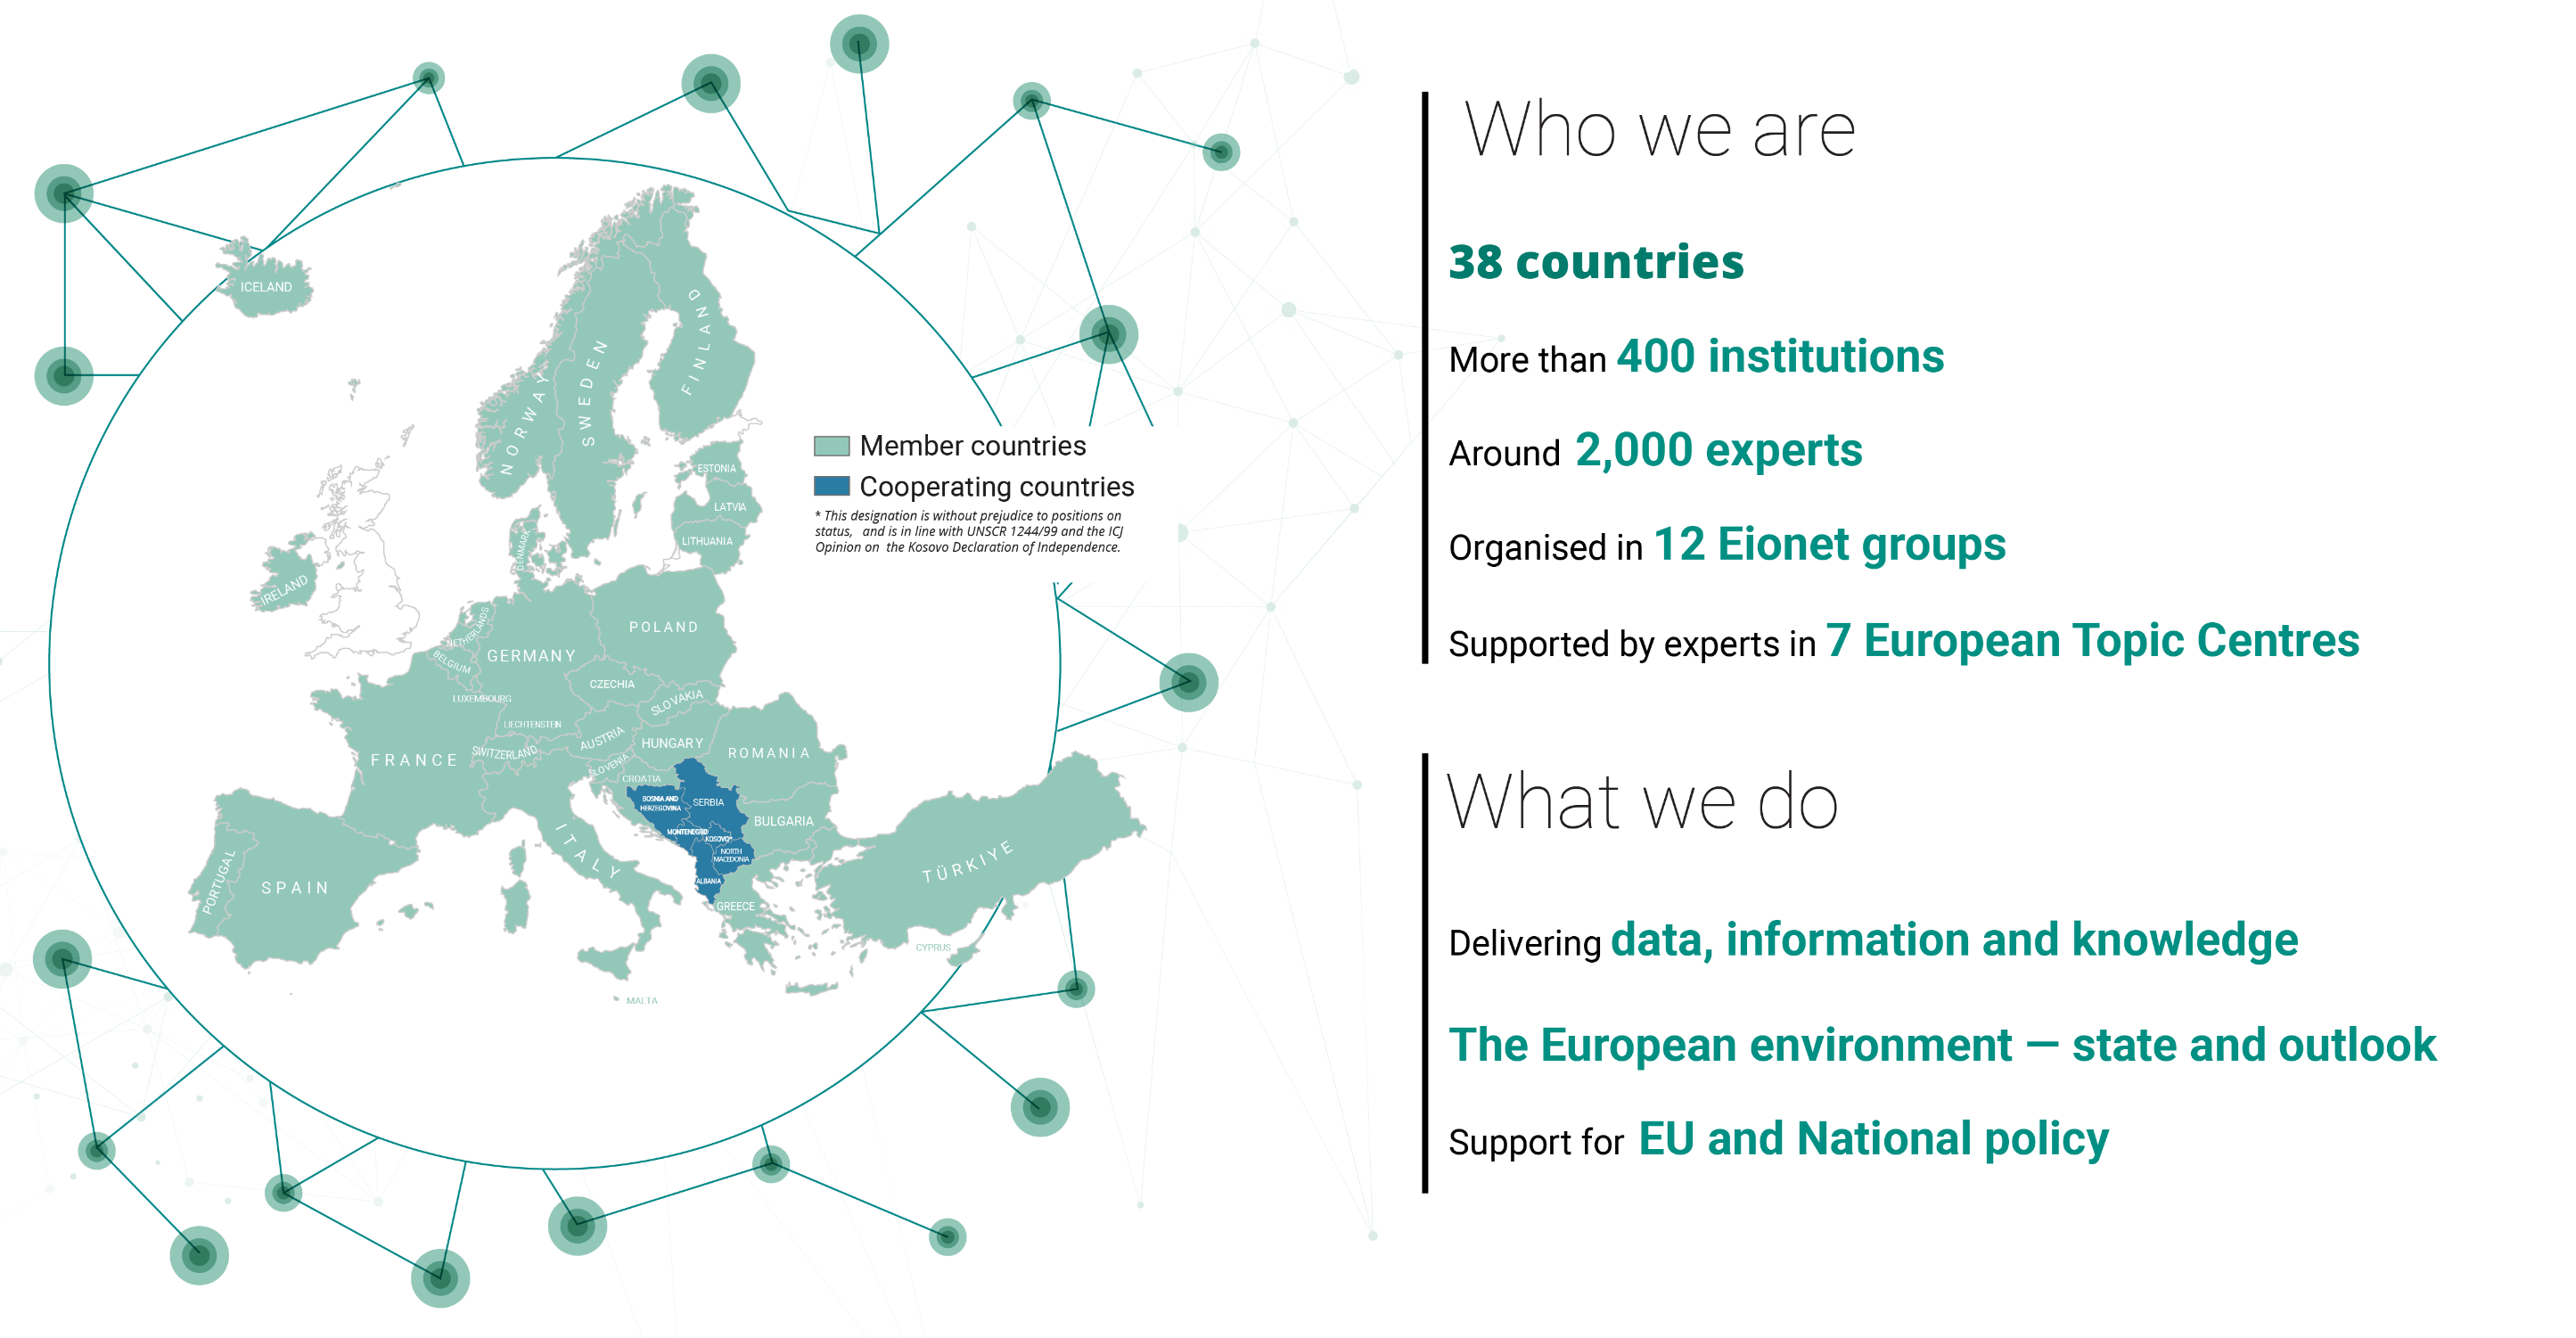 ICELAND
NORWAY
SWEDEN
FINLAND
ESTONIA
LATVIA
LITHUANIA
DENMARK
IRELAND
NETHERLANDS
BELGIUM
LUXEMBOURG
GERMANY
POLAND
CZECHIA
SLOVAKIA
LIECHTENSTEIN
SWITZERLAND
AUSTRIA
HUNGARY
SLOVENIA
CROATIA
ROMANIA
FRANCE
BOSNIA AND
HERZEGOVINA
SERBIA
MONTENEGRO
KOSOVO*
NORTH
MACEDONIA
ALBANIA
BULGARIA
ITALY
PORTUGAL
SPAIN
GREECE
TÜRKIYE
CYPRUS
MALTA
Member countries
Cooperating countries
* This designation is without prejudice to positions on
status, and is in line with UNSCR 1244/99 and the ICJ
Opinion on the Kosovo Declaration of Independence.
Who we are
38 countries
More than 400 institutions
Around 2,000 experts
Organised in 12 Eionet groups
Supported by experts in 7 European Topic Centres
What we do
Delivering data, information and knowledge
The European environment — state and outlook
Support for EU and National policy